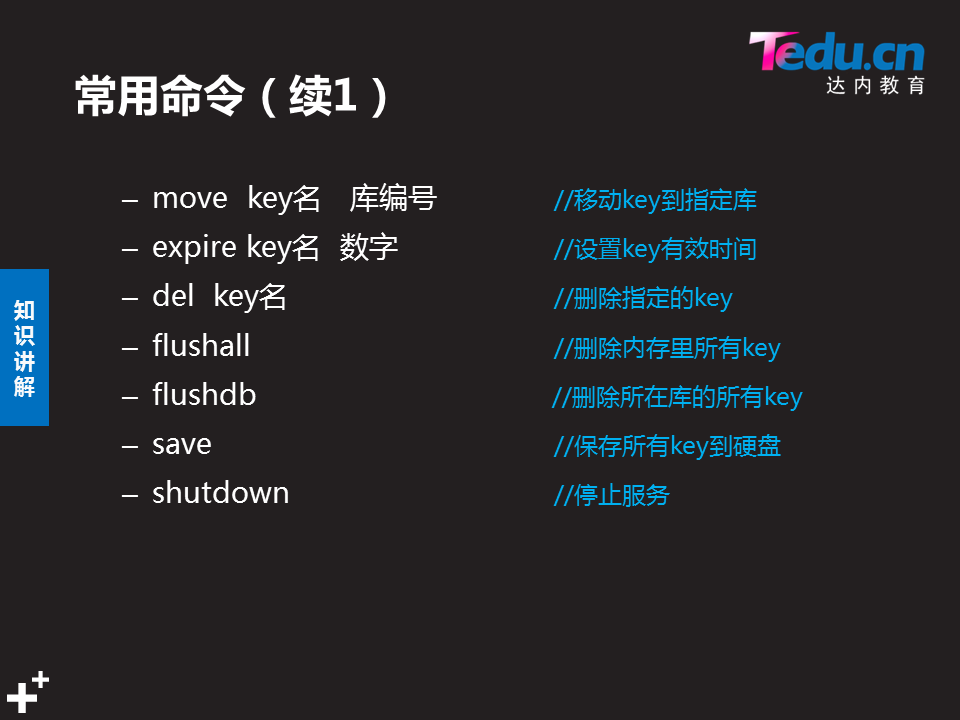 Tedu.cn
达内教育
常用命令（续1）
– move key名 库编号 //移动key到指定库
– expire key名 数字 //设置key有效时间
– del key名 //删除指定的key
– flushall //删除内存里所有key
– flushdb //删除所在库的所有key
– save //保存所有key到硬盘
– shutdown //停止服务
知识讲解